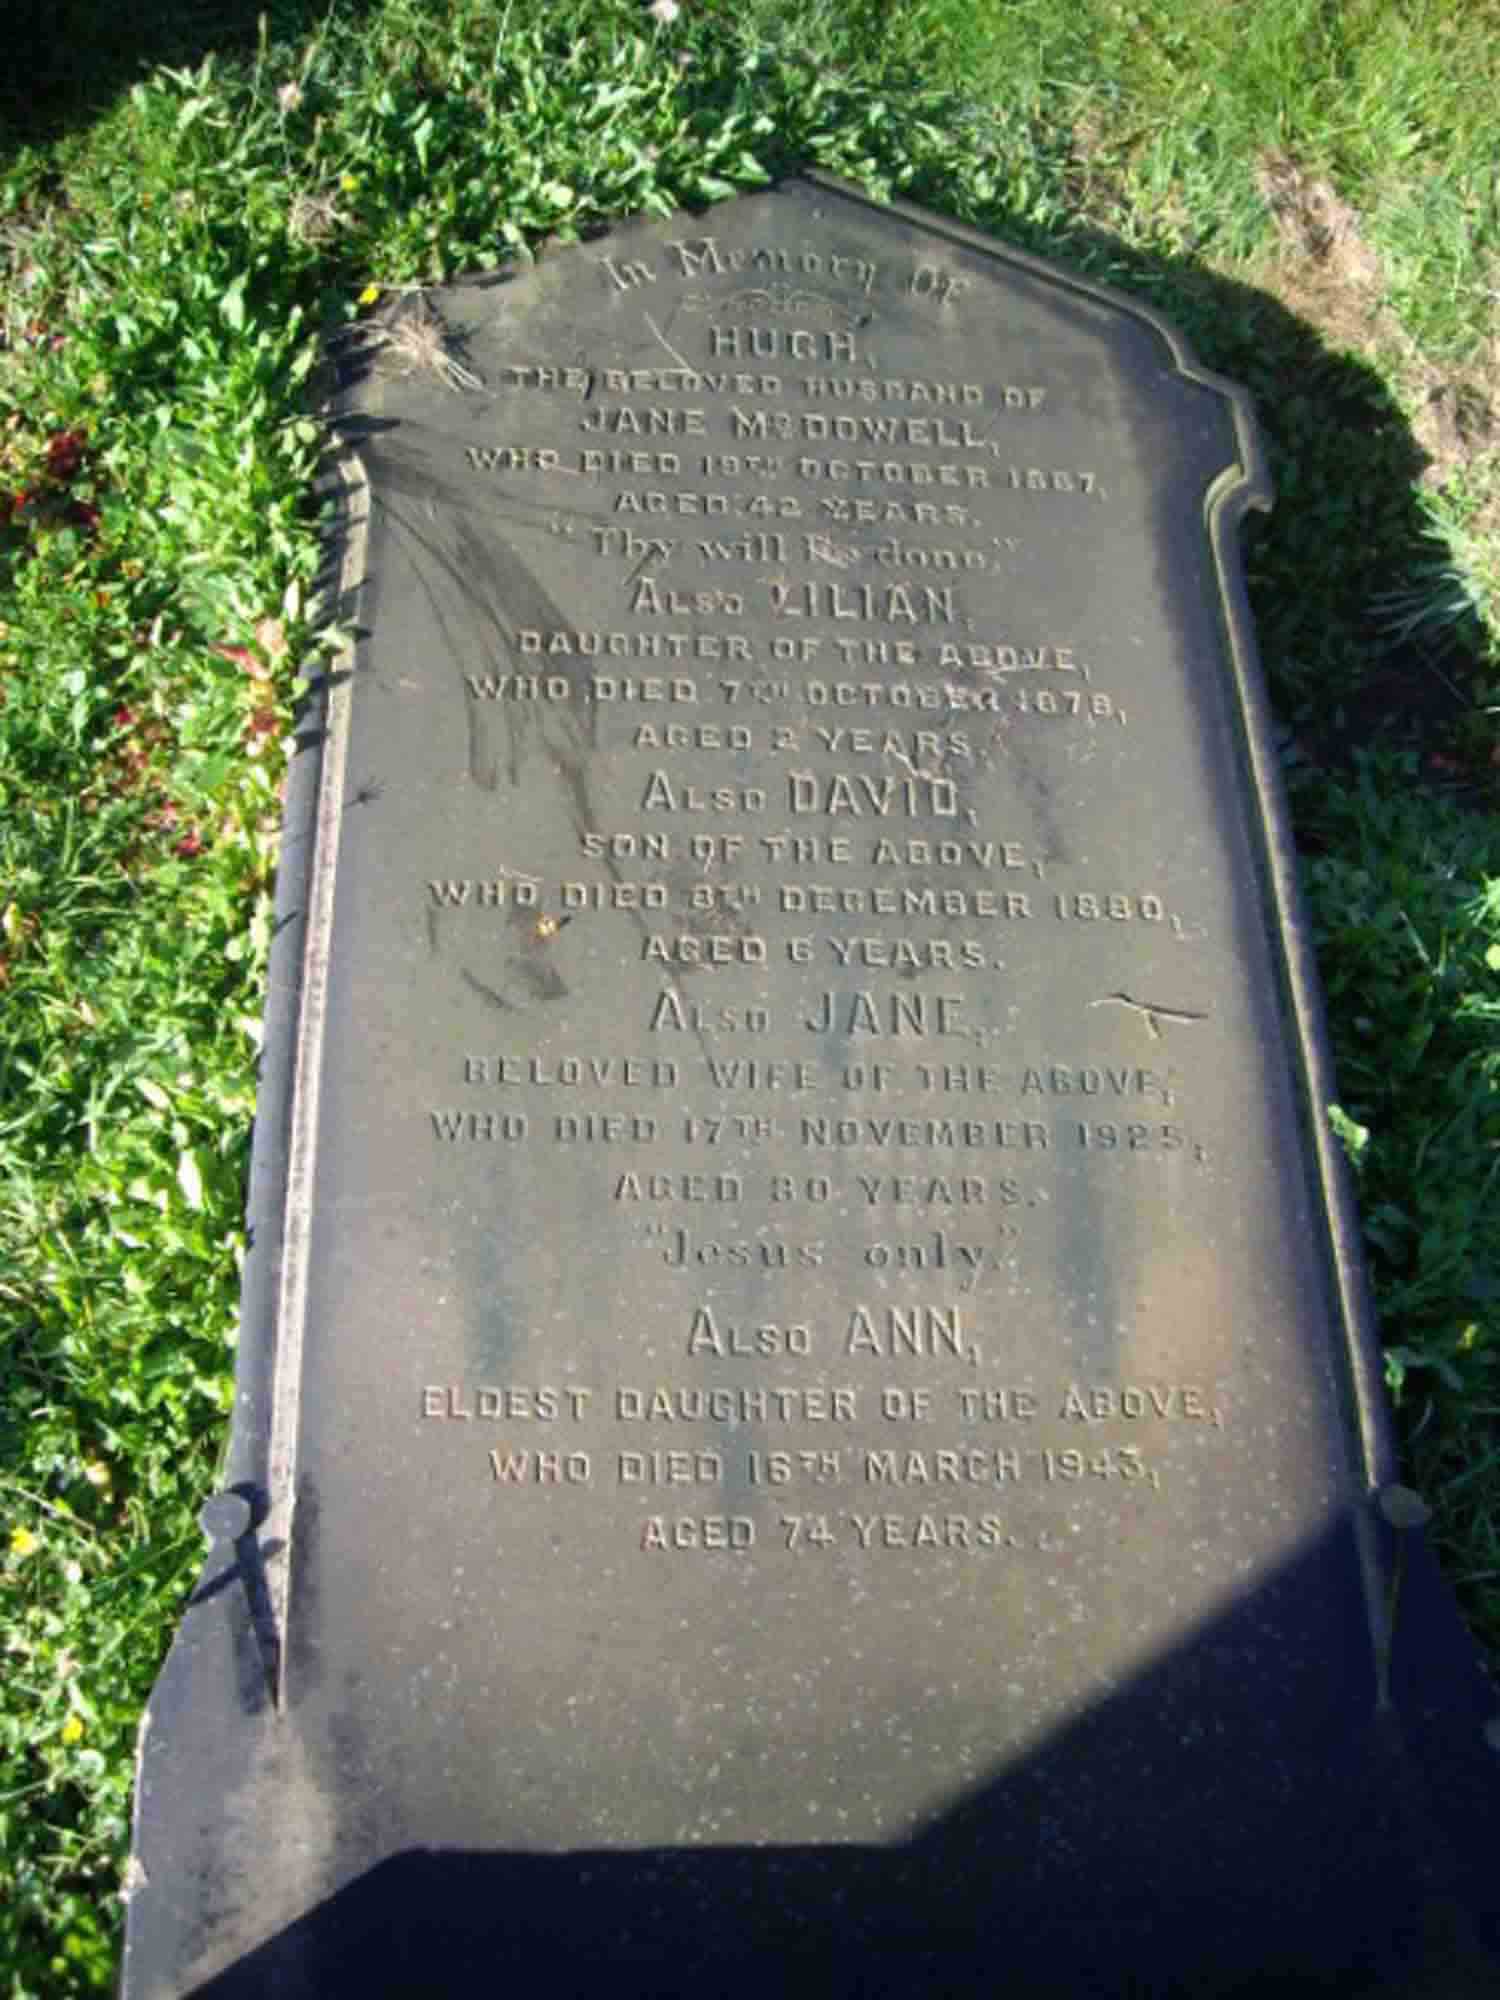 In Memory Of
HUGH,
THE BELOVED HUSBAND OF
JANE McDOWELL,
WHO DIED 19TH OCTOBER 1887,
AGED 42 YEARS.
"Thy will be done."
ALSO LILIAN,
DAUGHTER OF THE ABOVE,
WHO DIED 7TH OCTOBER 1878,
AGED 2 YEARS.
ALSO DAVID,
SON OF THE ABOVE,
WHO DIED 8TH DECEMBER 1880,
AGED 6 YEARS.
ALSO JANE,
BELOVED WIFE OF THE ABOVE,
WHO DIED 17TH NOVEMBER 1925,
AGED 80 YEARS.
"Jesus only."
ALSO ANN,
ELDEST DAUGHTER OF THE ABOVE,
WHO DIED 16TH MARCH 1943,
AGED 74 YEARS.